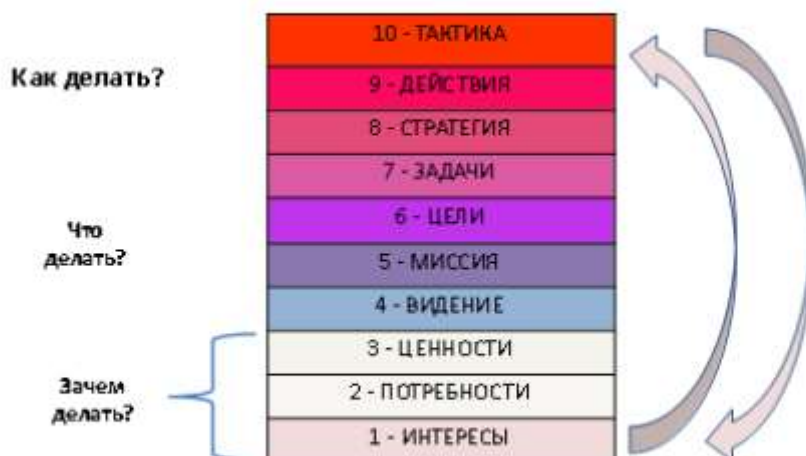 10 - ТАКТИКА
Как делать?
9 - ДЕЙСТВИЯ
8 - СТРАТЕГИЯ
7 - ЗАДАЧИ
6 - ЦЕЛИ
Что
делать?
5 - МИССИЯ
4 - ВИДЕНИЕ
3 - ЦЕННОСТИ
Зачем
делать?
2 - ПОТРЕБНОСТИ
1 - ИНТЕРЕСЫ